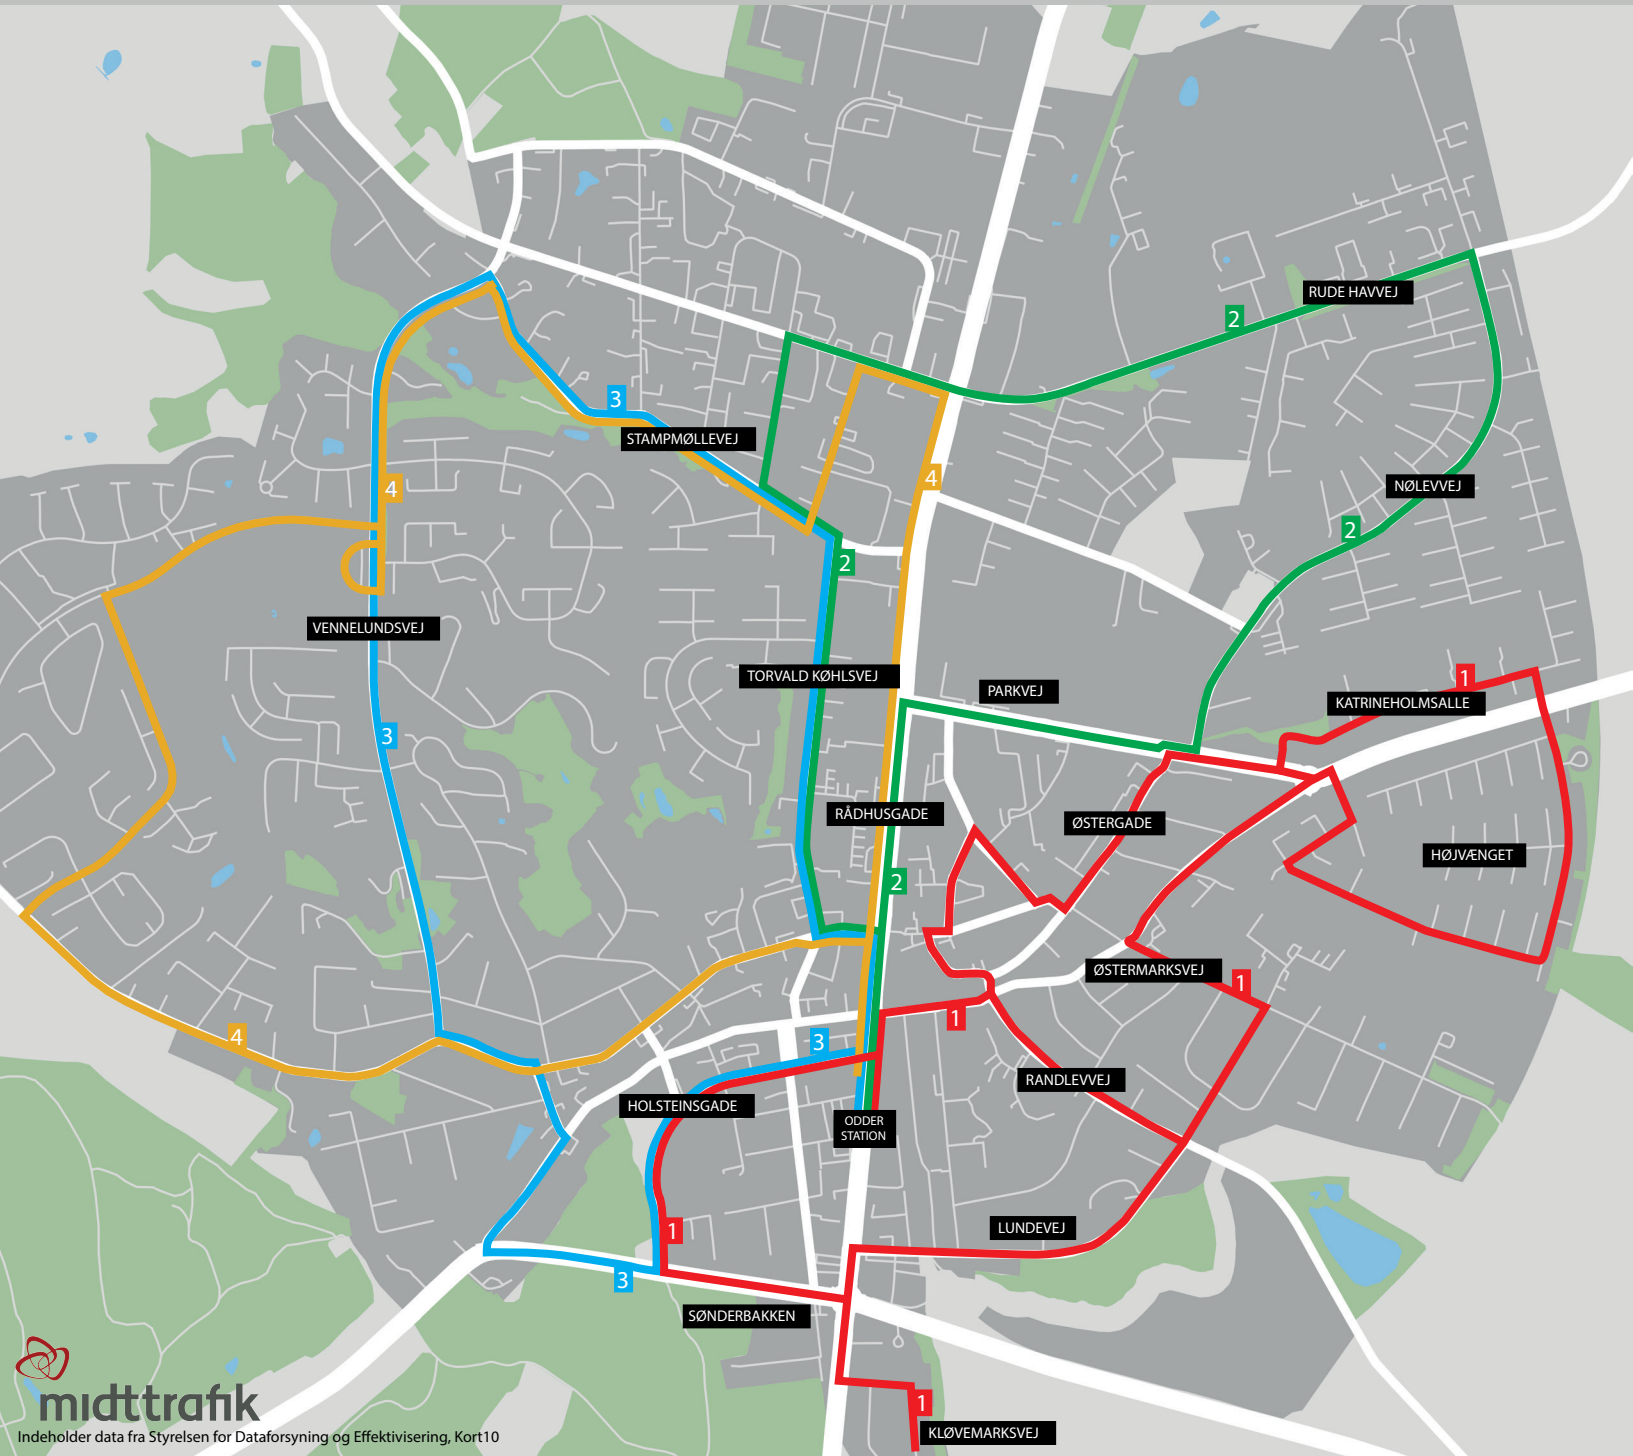 RUDE HAVVEJ
2
3
STAMPMØLLEVEJ
4
4
NØLEVVEJ
2
2
VENNELUNDSVEJ
TORVALD KØHLSVEJ
1
PARKVEJ
KATRINEHOLMSALLE
3
RÅDHUSGADE
ØSTERGADE
HØJVÆNGET
2
ØSTERMARKSVEJ
1
1
4
3
RANDLEVVEJ
HOLSTEINSGADE
ODDER
STATION
1
LUNDEVEJ
3
SØNDERBAKKEN
1
KLØVEMARKSVEJ
midttrafik
Indeholder data fra Styrelsen for Dataforsyning og Effektivisering, Kort10